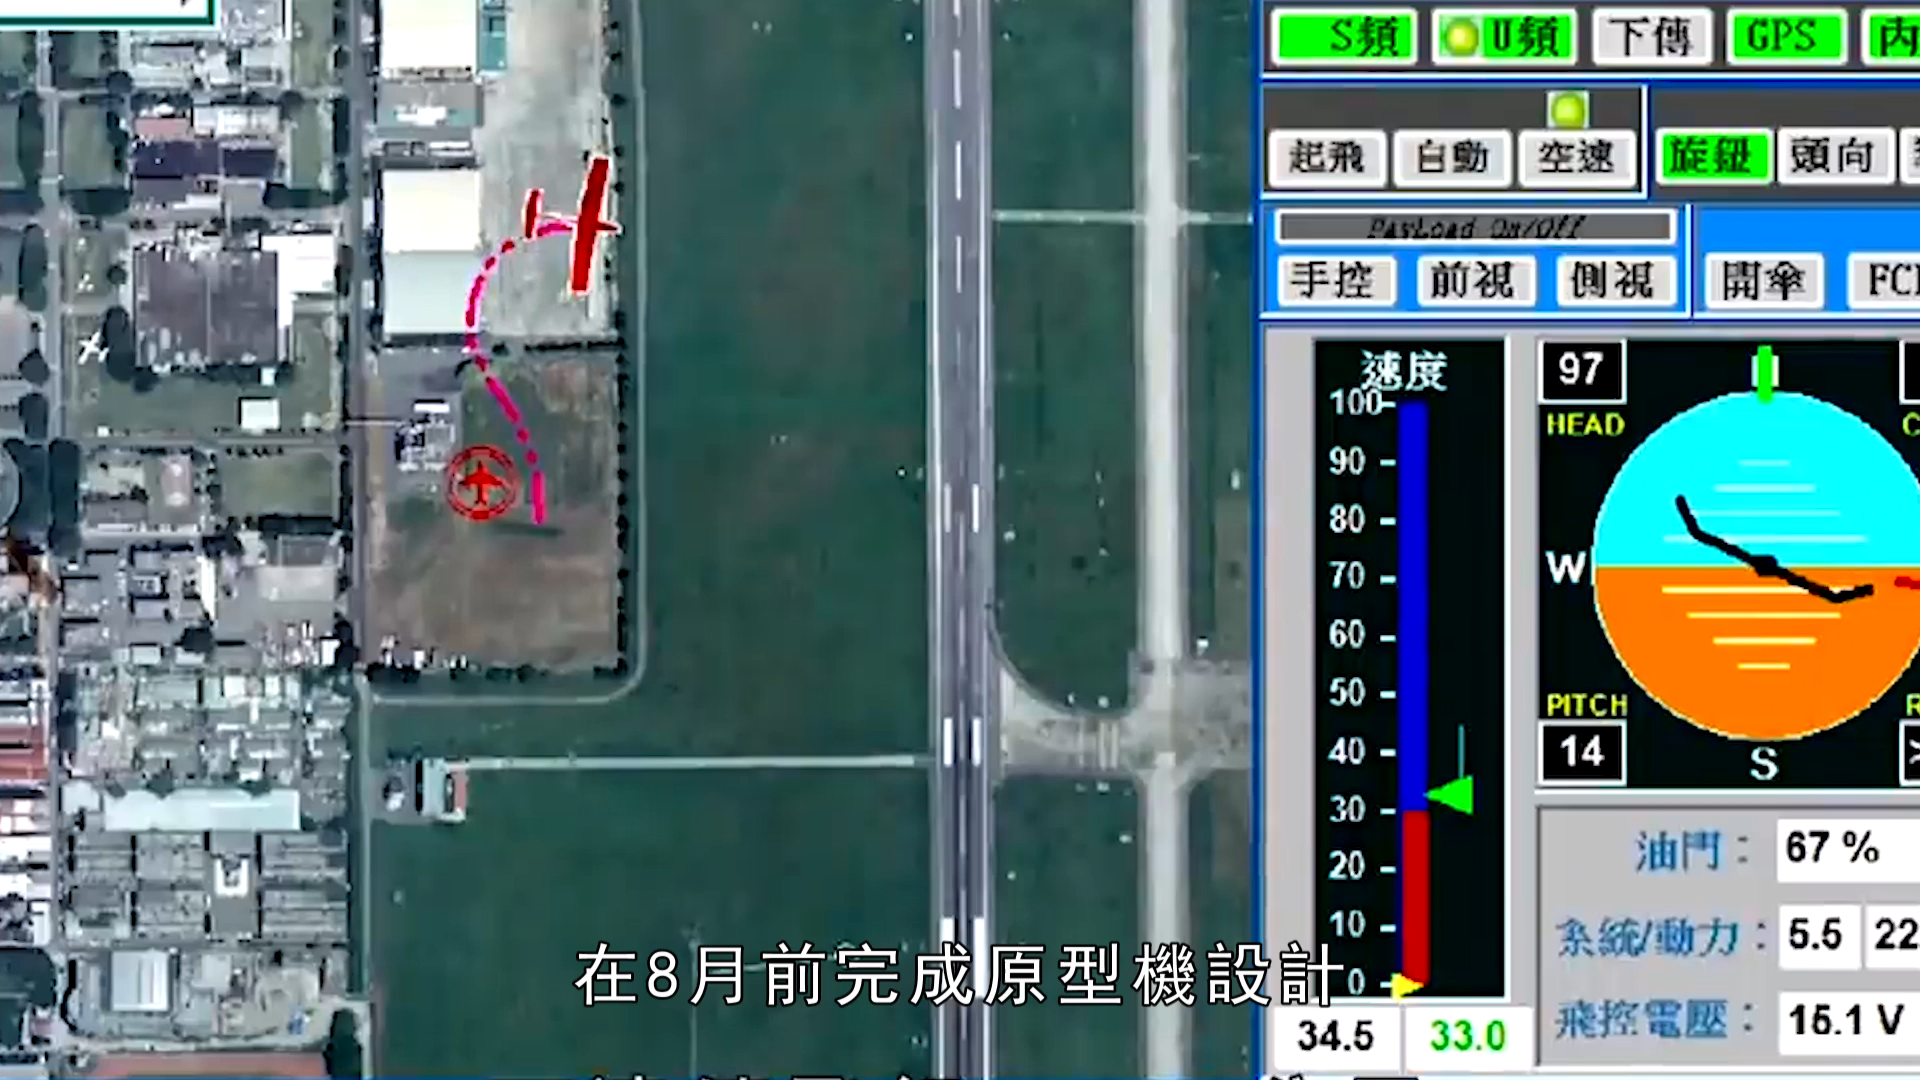 S頻 U頻 下傳 GPS 內
起飛 自動 空速 旋鈕 頭向
PayLoad On/Off
手控 前視 側視 開傘 FC
速度
100
90
80
70
60
50
40
30
20
10
0
34.5 33.0
97
HEAD
W
PITCH
14
S
油門: 67 %
系統/動力: 5.5 22
飛控電壓: 15.1 V
在8月前完成原型機設計